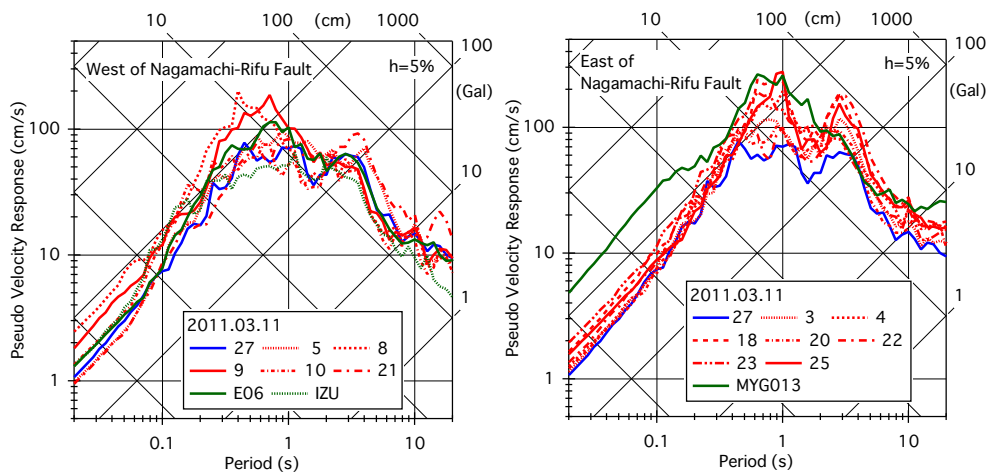 10 100 (cm) 1000
West of Nagamachi-Rifu Fault h=5%
100
(Gal)
10
1
Pseudo Velocity Response (cm/s)
100
10
1
2011.03.11
27 5 8
9 10 21
E06 IZU
0.1 1 10
Period (s)
10 100 (cm) 1000
East of
Nagamachi-Rifu Fault
h=5%
100
(Gal)
10
1
Pseudo Velocity Response (cm/s)
100
10
1
2011.03.11
27 3 4
18 20 22
23 25
MYG013
0.1 1 10
Period (s)